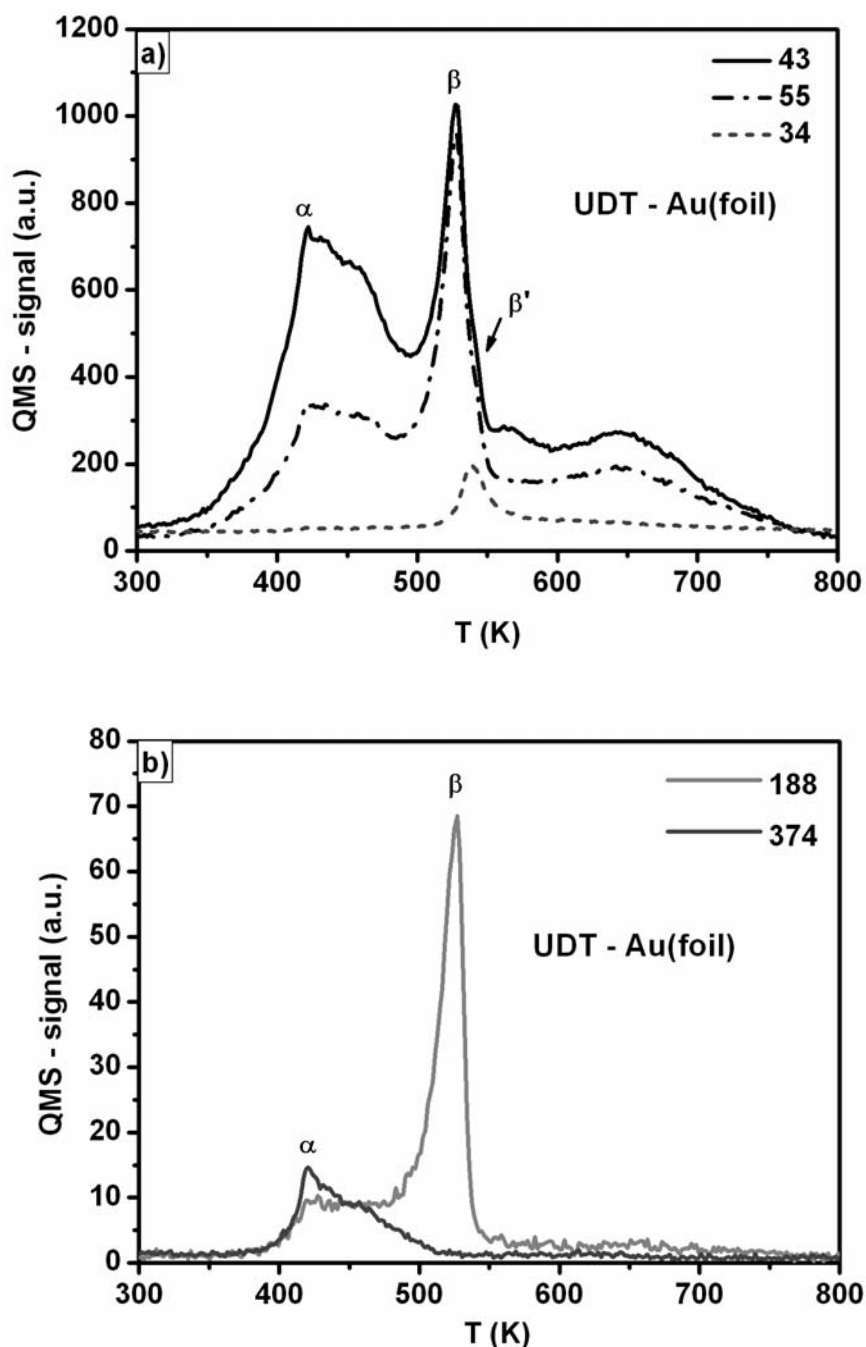 a)
1200
1000
800
600
400
200
0
QMS - signal (a.u.)
α
β
β'
43
55
34
UDT - Au(foil)
300 400 500 600 700 800
T (K)
b)
80
70
60
50
40
30
20
10
0
QMS - signal (a.u.)
α
β
188
374
UDT - Au(foil)
300 400 500 600 700 800
T (K)